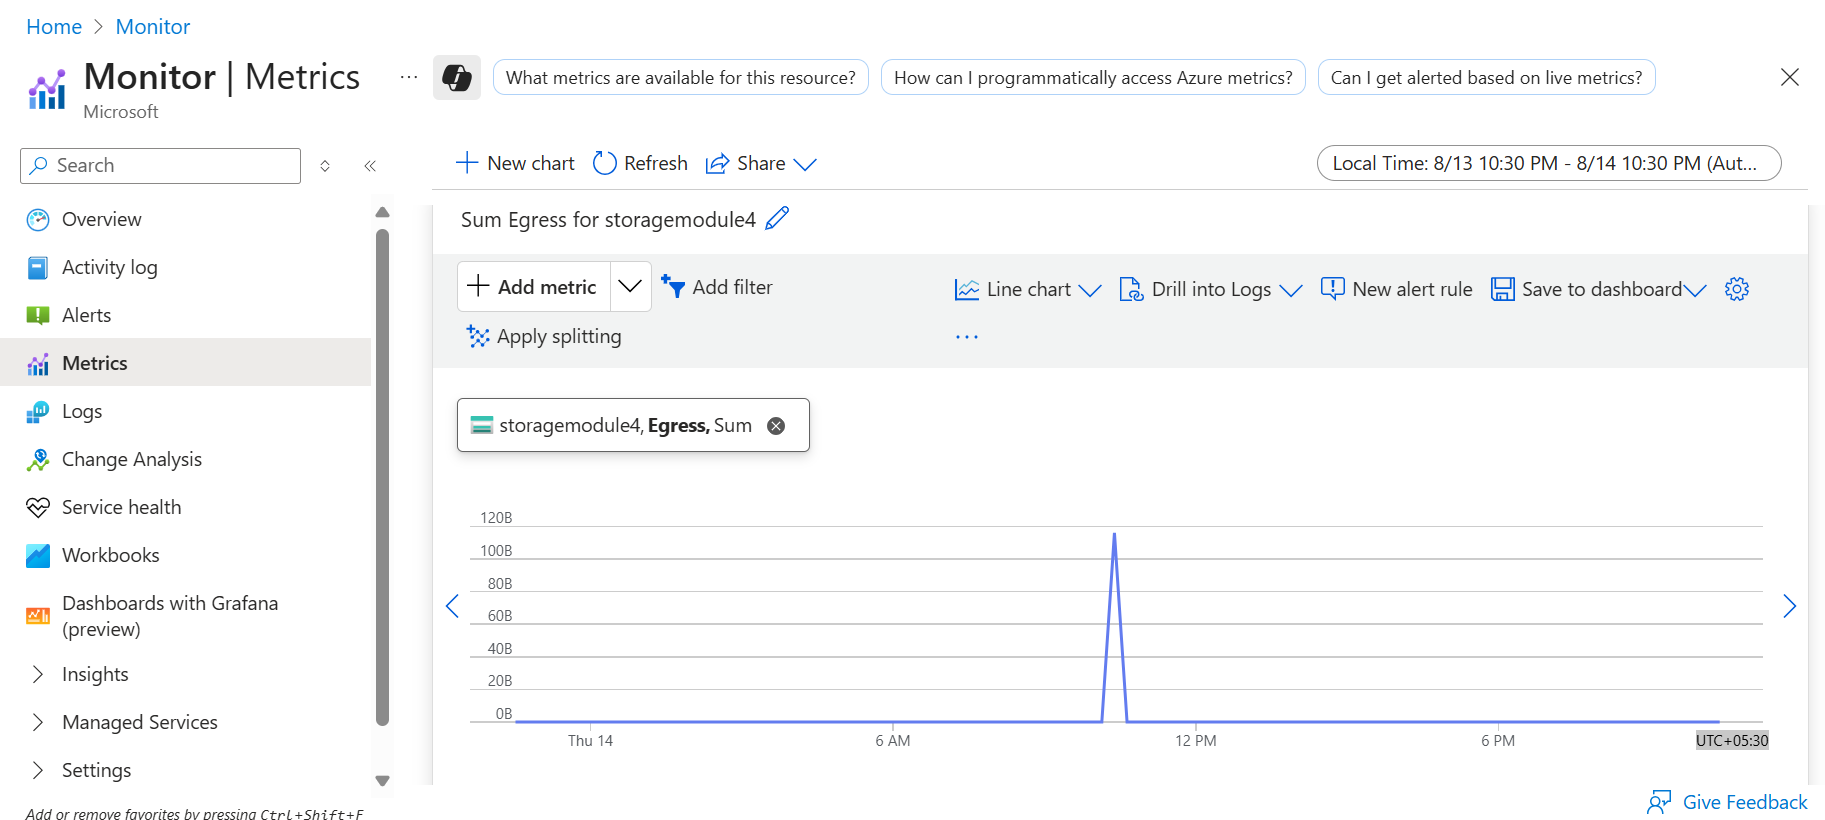 Home > Monitor
Monitor | Metrics
Microsoft
...
What metrics are available for this resource?
How can I programmatically access Azure metrics?
Can I get alerted based on live metrics?
Search
Overview
Activity log
Alerts
Metrics
Logs
Change Analysis
Service health
Workbooks
Dashboards with Grafana
(preview)
Insights
Managed Services
Settings
Add or remove favorites by pressing Ctrl+Shift+F
New chart
Refresh
Share
Local Time: 8/13 10:30 PM - 8/14 10:30 PM (Aut...
Sum Egress for storagemodule4
Add metric
Add filter
Line chart
Drill into Logs
New alert rule
Save to dashboard
Apply splitting
...
storagemodule4, Egress, Sum
120B
100B
80B
60B
40B
20B
0B
Thu 14
6 AM
12 PM
6 PM
UTC+05:30
Give Feedback